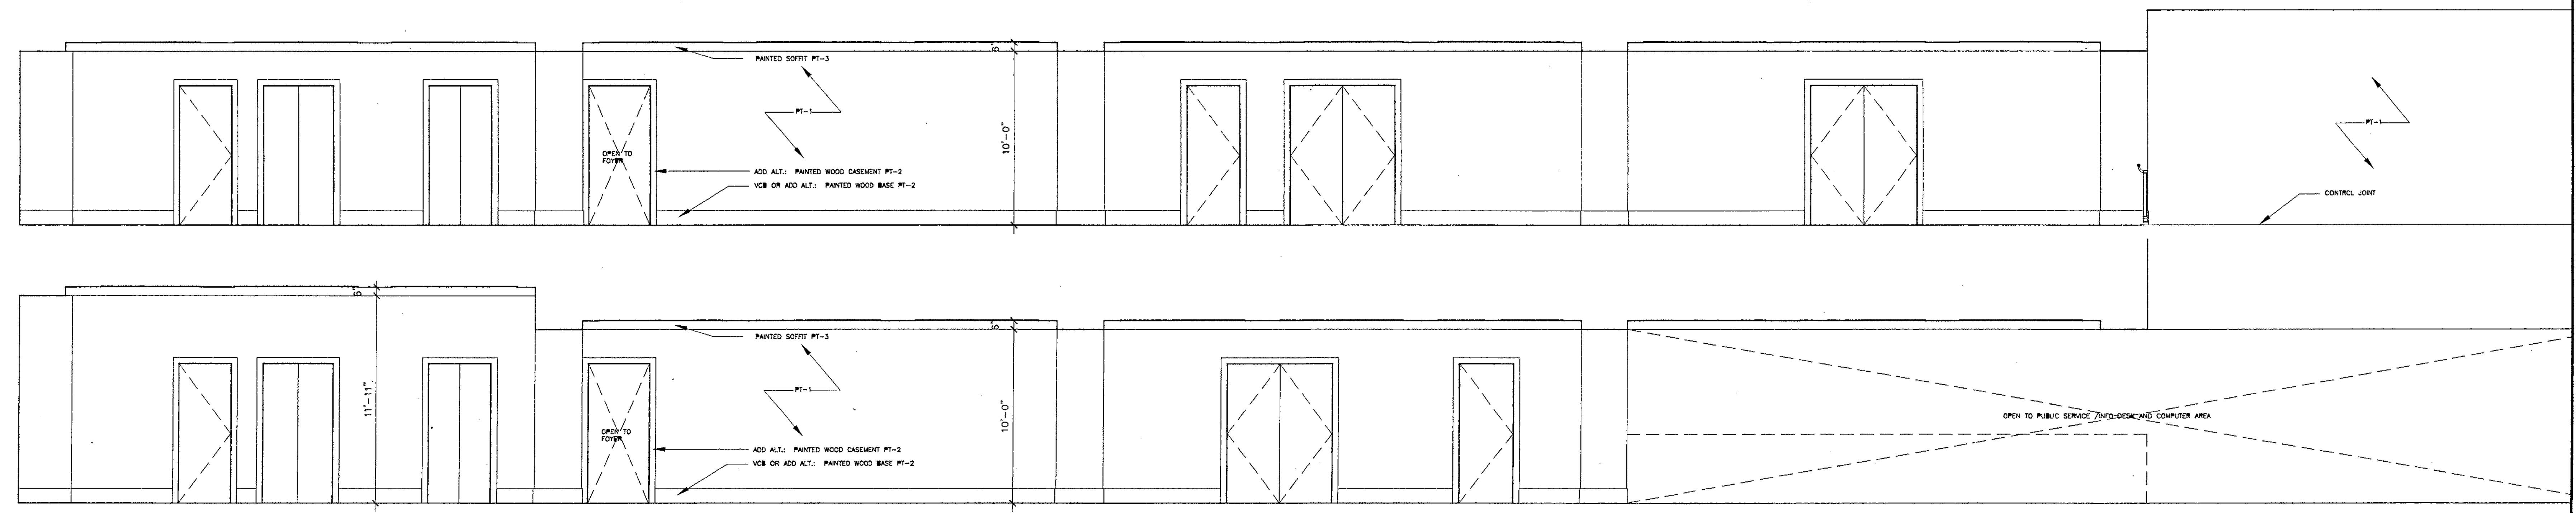 6"
PAINTED SOFFIT PT-3
PT-1
10'-0"
OPEN TO
FOYER
ADD ALT.: PAINTED WOOD CASEMENT PT-2
VCB OR ADD ALT.: PAINTED WOOD BASE PT-2
PT-1
CONTROL JOINT
6"
11'-11"
6"
PAINTED SOFFIT PT-3
PT-1
10'-0"
OPEN TO
FOYER
ADD ALT.: PAINTED WOOD CASEMENT PT-2
VCB OR ADD ALT.: PAINTED WOOD BASE PT-2
OPEN TO PUBLIC SERVICE /INFO-DESK AND COMPUTER AREA